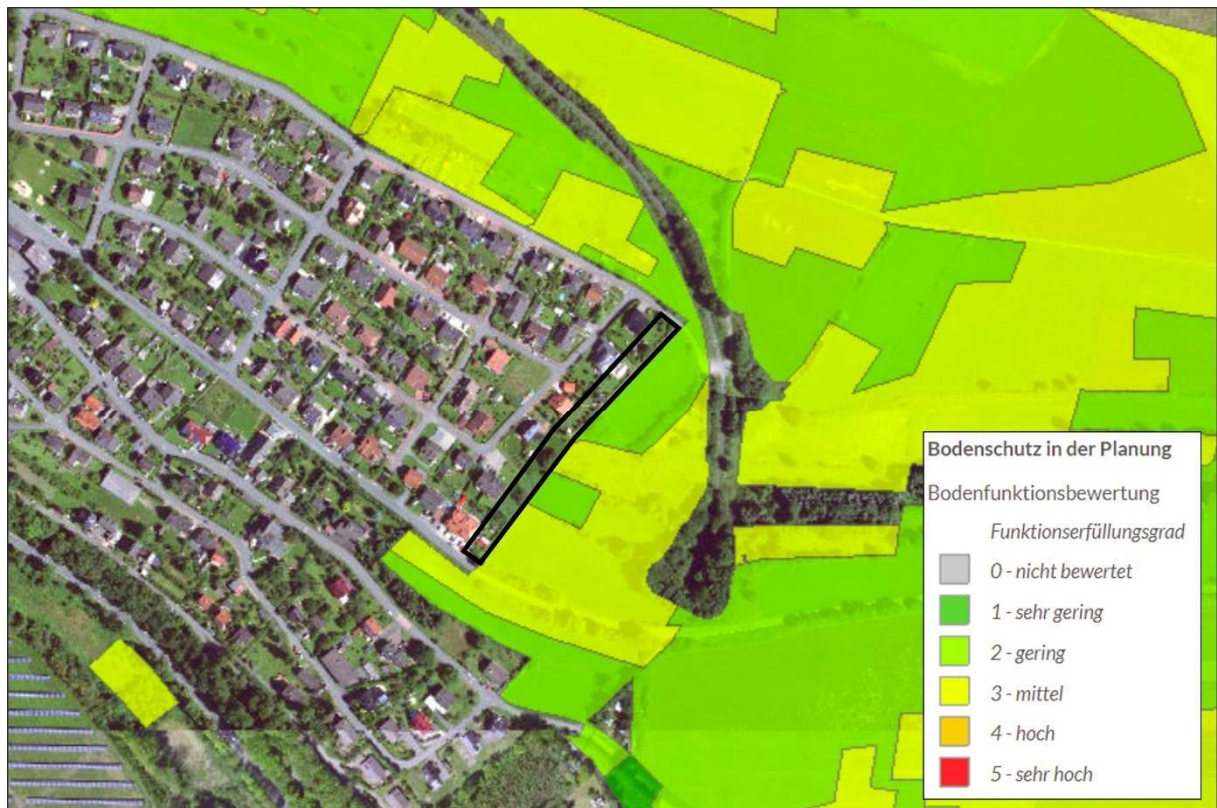 Bodenschutz in der Planung
Bodenfunktionsbewertung
Funktionserfüllungsgrad
0 - nicht bewertet
1 - sehr gering
2 - gering
3 - mittel
4 - hoch
5 - sehr hoch